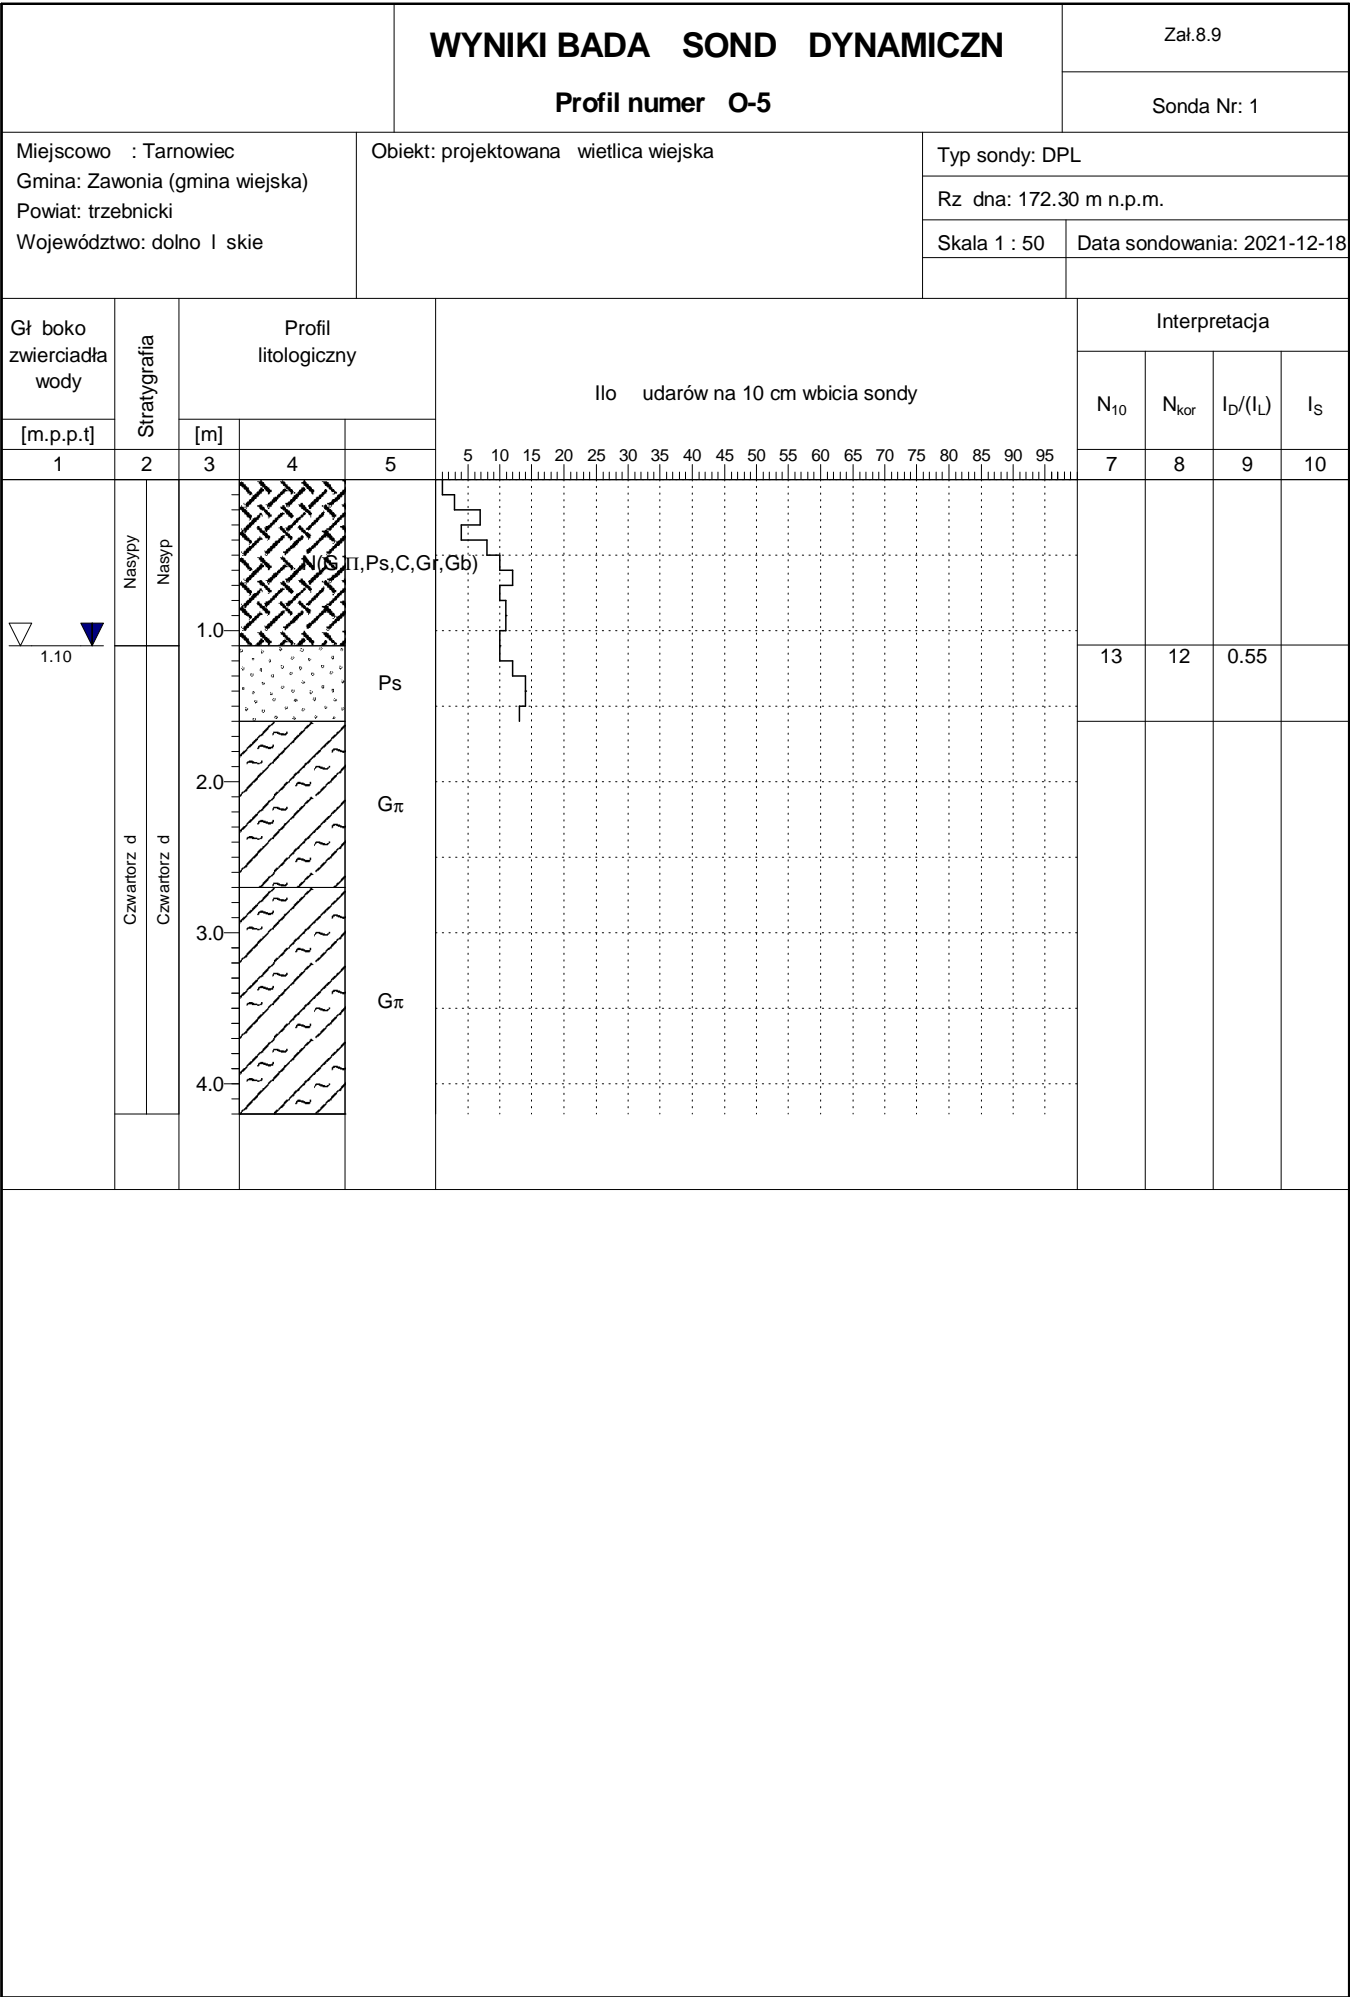 WYNIKI BADA SOND DYNAMICZN
Profil numer O-5
Zał.8.9
Sonda Nr: 1
Miejscowo : Tarnowiec
Gmina: Zawonia (gmina wiejska)
Powiat: trzebnicki
Województwo: dolno l skie
Obiekt: projektowana wietlica wiejska
Typ sondy: DPL
Rz dna: 172.30 m n.p.m.
Skala 1 : 50 Data sondowania: 2021-12-18
Gł boko
zwierciadła
wody
[m.p.p.t]
Stratygrafia
Profil
litologiczny
[m]
Ilo udarów na 10 cm wbicia sondy
Interpretacja
N10 Nkor ID/(IL) IS
5 10 15 20 25 30 35 40 45 50 55 60 65 70 75 80 85 90 95
1 2 3 4 5 7 8 9 10
Nasypy
Nasyp
N(G π,Ps,C,Gr,Gb)
1.0
1.10
13 12 0.55
Ps
2.0
Gπ
Czwartorz d
Czwartorz d
3.0
Gπ
4.0